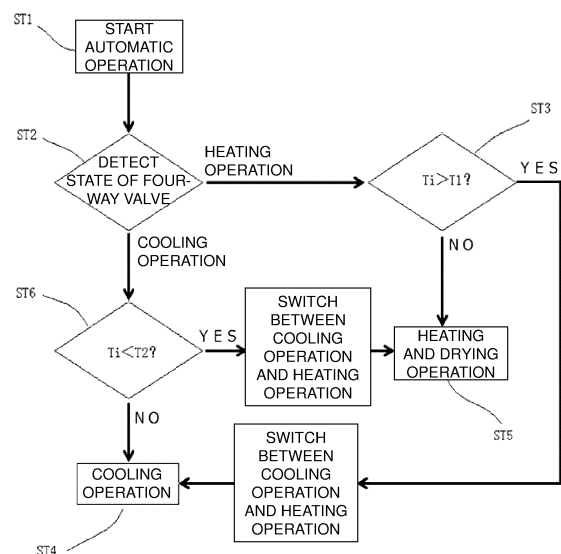 ST1
START
AUTOMATIC
OPERATION
ST2
DETECT
STATE OF FOUR-
WAY VALVE
HEATING
OPERATION
ST3
Ti>T1?
YES
NO
COOLING
OPERATION
ST6
Ti<T2?
YES
SWITCH
BETWEEN
COOLING
OPERATION
AND HEATING
OPERATION
HEATING
AND DRYING
OPERATION
ST5
NO
COOLING
OPERATION
ST4
SWITCH
BETWEEN
COOLING
OPERATION
AND HEATING
OPERATION